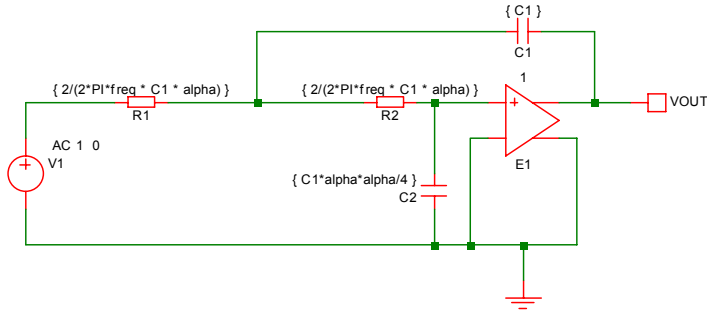 { C1 }
C1
1
{ 2/(2*PI*freq * C1 * alpha) }
{ 2/(2*PI*freq * C1 * alpha) }
VOUT
R1
R2
AC 1 0
V1
E1
{ C1*alpha*alpha/4 }
C2